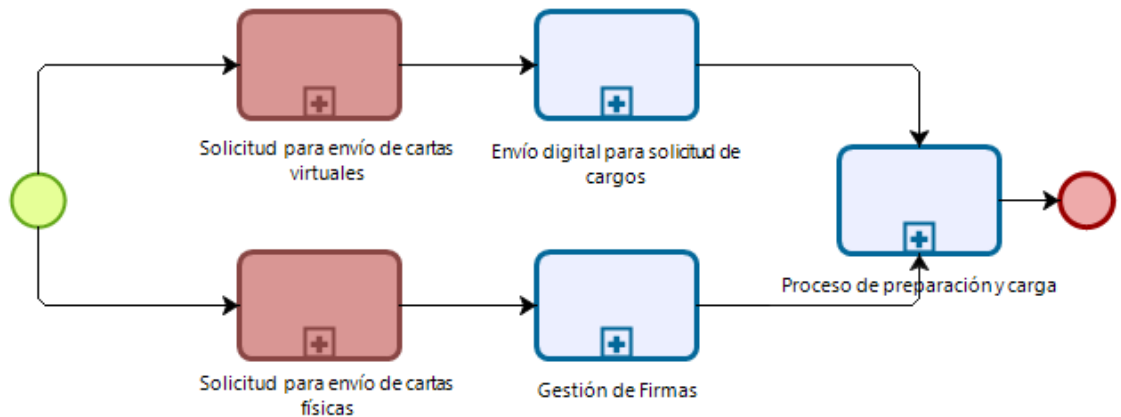 Solicitud para envío de cartas
virtuales
Envío digital para solicitud de
cargos
Proceso de preparación y carga
Solicitud para envío de cartas
físicas
Gestión de Firmas